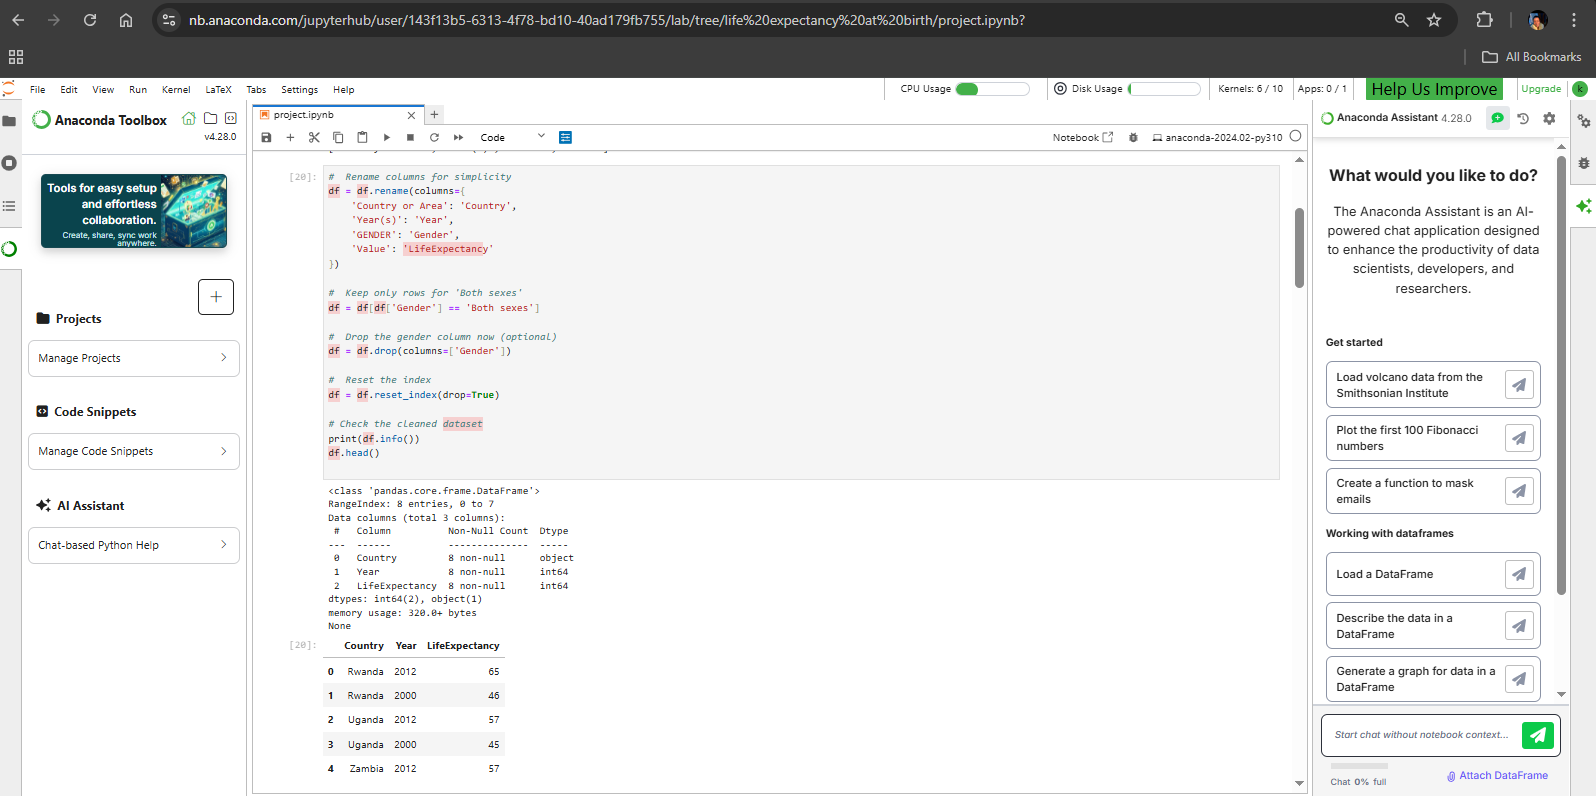 nb.anaconda.com/jupyterhub/user/143f13b5-6313-4f78-bd10-40ad179fb755/lab/tree/life%20expectancy%20at%20birth/project.ipynb?
All Bookmarks
File Edit View Run Kernel LaTeX Tabs Settings Help
CPU Usage Disk Usage Kernels: 6 / 10 Apps: 0 / 1 Help Us Improve Upgrade k
Anaconda Toolbox
v4.28.0
Tools for easy setup
and effortless
collaboration.
Create, share, sync work
anywhere.
+
Projects
Manage Projects
Code Snippets
Manage Code Snippets
AI Assistant
Chat-based Python Help
project.ipynb
Code
Notebook anaconda-2024.02-py310
[20]:
# Rename columns for simplicity
df = df.rename(columns={
'Country or Area': 'Country',
'Year(s)': 'Year',
'GENDER': 'Gender',
'Value': 'LifeExpectancy'
})
# Keep only rows for 'Both sexes'
df = df[df['Gender'] == 'Both sexes']
# Drop the gender column now (optional)
df = df.drop(columns=['Gender'])
# Reset the index
df = df.reset_index(drop=True)
# Check the cleaned dataset
print(df.info())
df.head()
<class 'pandas.core.frame.DataFrame'>
RangeIndex: 8 entries, 0 to 7
Data columns (total 3 columns):
# Column Non-Null Count Dtype
--- ------ -------------- -----
0 Country 8 non-null object
1 Year 8 non-null int64
2 LifeExpectancy 8 non-null int64
dtypes: int64(2), object(1)
memory usage: 320.0+ bytes
None
[20]:
Country Year LifeExpectancy
0 Rwanda 2012 65
1 Rwanda 2000 46
2 Uganda 2012 57
3 Uganda 2000 45
4 Zambia 2012 57
Anaconda Assistant 4.28.0
What would you like to do?
The Anaconda Assistant is an AI-
powered chat application designed
to enhance the productivity of data
scientists, developers, and
researchers.
Get started
Load volcano data from the
Smithsonian Institute
Plot the first 100 Fibonacci
numbers
Create a function to mask
emails
Working with dataframes
Load a DataFrame
Describe the data in a
DataFrame
Generate a graph for data in a
DataFrame
Start chat without notebook context...
Chat 0% full
Attach DataFrame